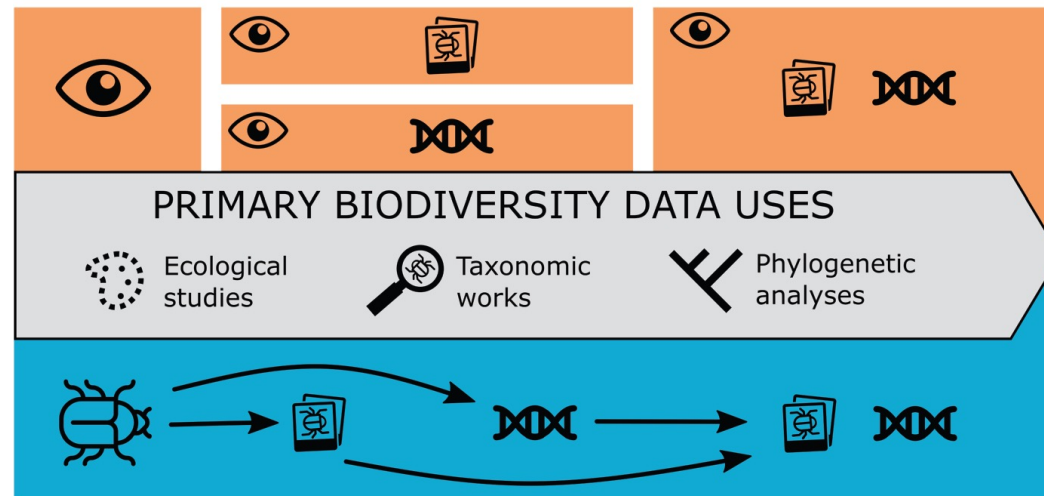 PRIMARY BIODIVERSITY DATA USES
Ecological
studies
Taxonomic
works
Phylogenetic
analyses